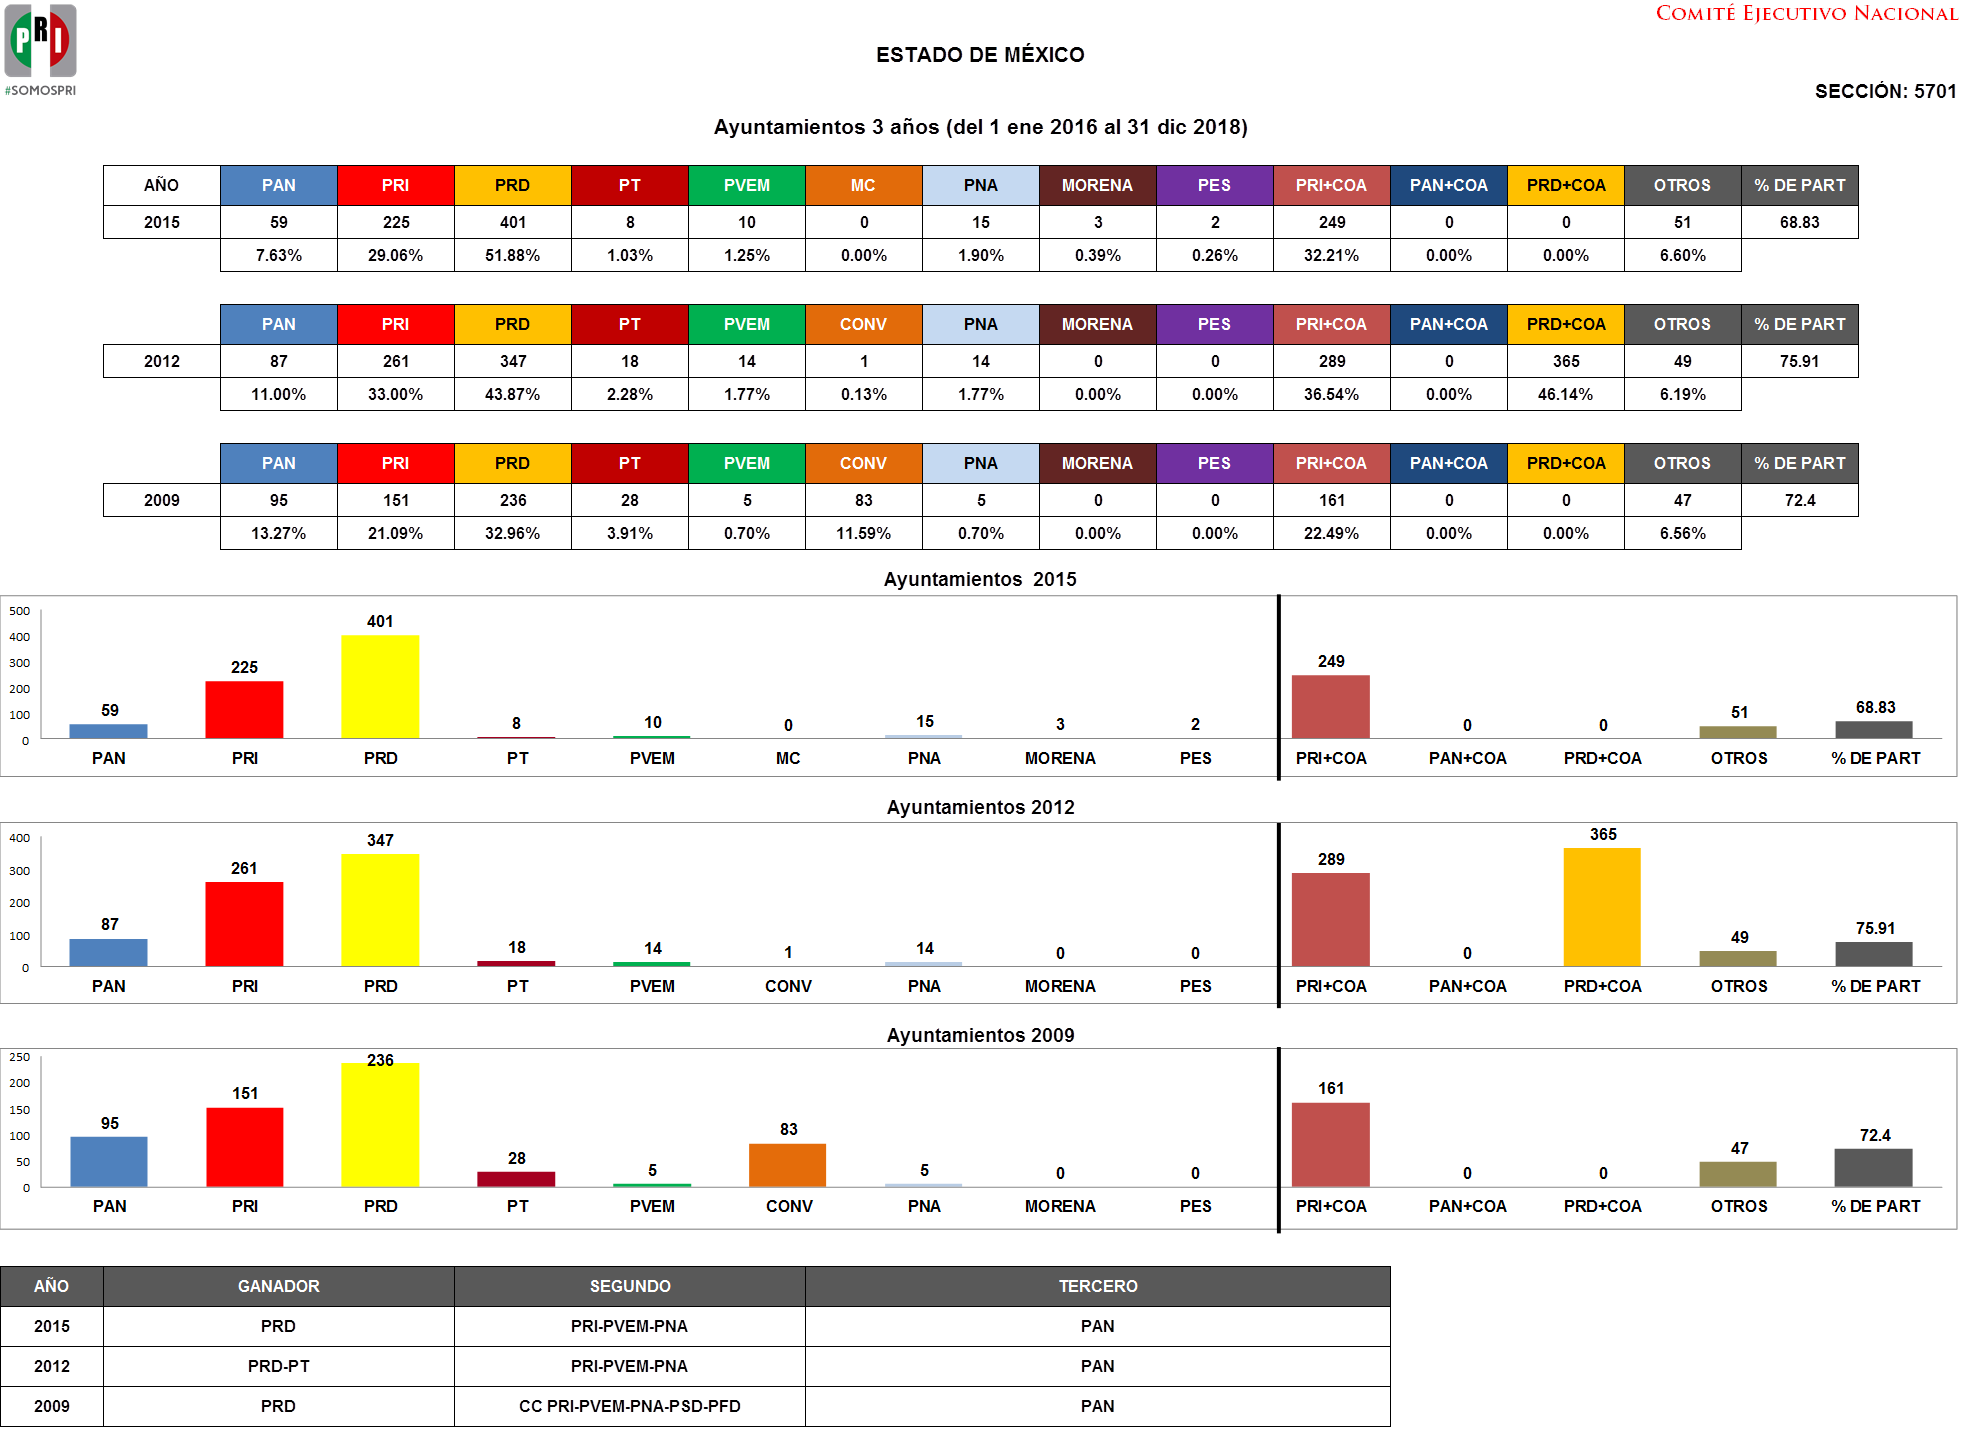 PRI
#SOMOSPRI
COMITÉ EJECUTIVO NACIONAL
ESTADO DE MÉXICO
SECCIÓN: 5701
Ayuntamientos 3 años (del 1 ene 2016 al 31 dic 2018)
AÑO PAN PRI PRD PT PVEM MC PNA MORENA PES PRI+COA PAN+COA PRD+COA OTROS % DE PART
2015 59 225 401 8 10 0 15 3 2 249 0 0 51 68.83
7.63% 29.06% 51.88% 1.03% 1.25% 0.00% 1.90% 0.39% 0.26% 32.21% 0.00% 0.00% 6.60%
PAN PRI PRD PT PVEM CONV PNA MORENA PES PRI+COA PAN+COA PRD+COA OTROS % DE PART
2012 87 261 347 18 14 1 14 0 0 289 0 365 49 75.91
11.00% 33.00% 43.87% 2.28% 1.77% 0.13% 1.77% 0.00% 0.00% 36.54% 0.00% 46.14% 6.19%
PAN PRI PRD PT PVEM CONV PNA MORENA PES PRI+COA PAN+COA PRD+COA OTROS % DE PART
2009 95 151 236 28 5 83 5 0 0 161 0 0 47 72.4
13.27% 21.09% 32.96% 3.91% 0.70% 11.59% 0.70% 0.00% 0.00% 22.49% 0.00% 0.00% 6.56%
Ayuntamientos 2015
500
400
300
200
100
0
59 225 401 8 10 0 15 3 2 249 0 0 51 68.83
PAN PRI PRD PT PVEM MC PNA MORENA PES PRI+COA PAN+COA PRD+COA OTROS % DE PART
Ayuntamientos 2012
400
300
200
100
0
87 261 347 18 14 1 14 0 0 289 0 365 49 75.91
PAN PRI PRD PT PVEM CONV PNA MORENA PES PRI+COA PAN+COA PRD+COA OTROS % DE PART
Ayuntamientos 2009
250
200
150
100
50
0
95 151 236 28 5 83 5 0 0 161 0 0 47 72.4
PAN PRI PRD PT PVEM CONV PNA MORENA PES PRI+COA PAN+COA PRD+COA OTROS % DE PART
AÑO GANADOR SEGUNDO TERCERO
2015 PRD PRI-PVEM-PNA PAN
2012 PRD-PT PRI-PVEM-PNA PAN
2009 PRD CC PRI-PVEM-PNA-PSD-PFD PAN